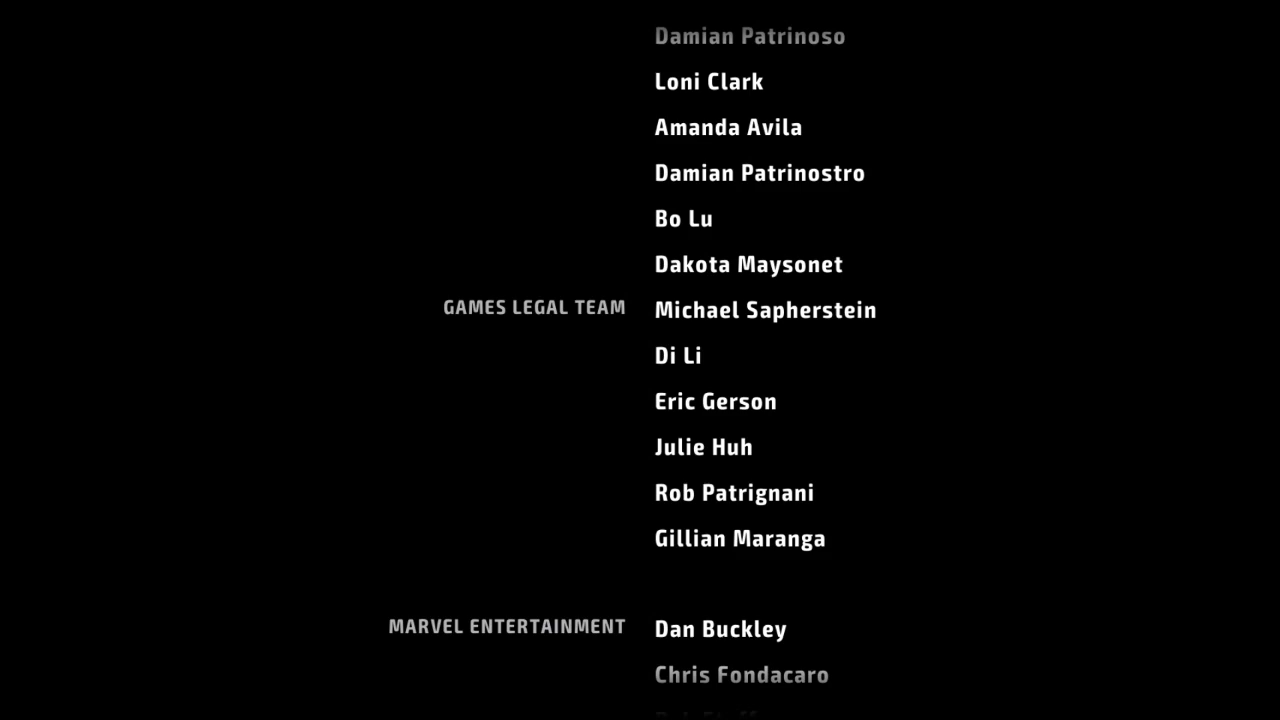 Damian Patrinoso
Loni Clark
Amanda Avila
Damian Patrinostro
Bo Lu
Dakota Maysonet
GAMES LEGAL TEAM Michael Sapherstein
Di Li
Eric Gerson
Julie Huh
Rob Patrignani
Gillian Maranga
MARVEL ENTERTAINMENT Dan Buckley
Chris Fondacaro